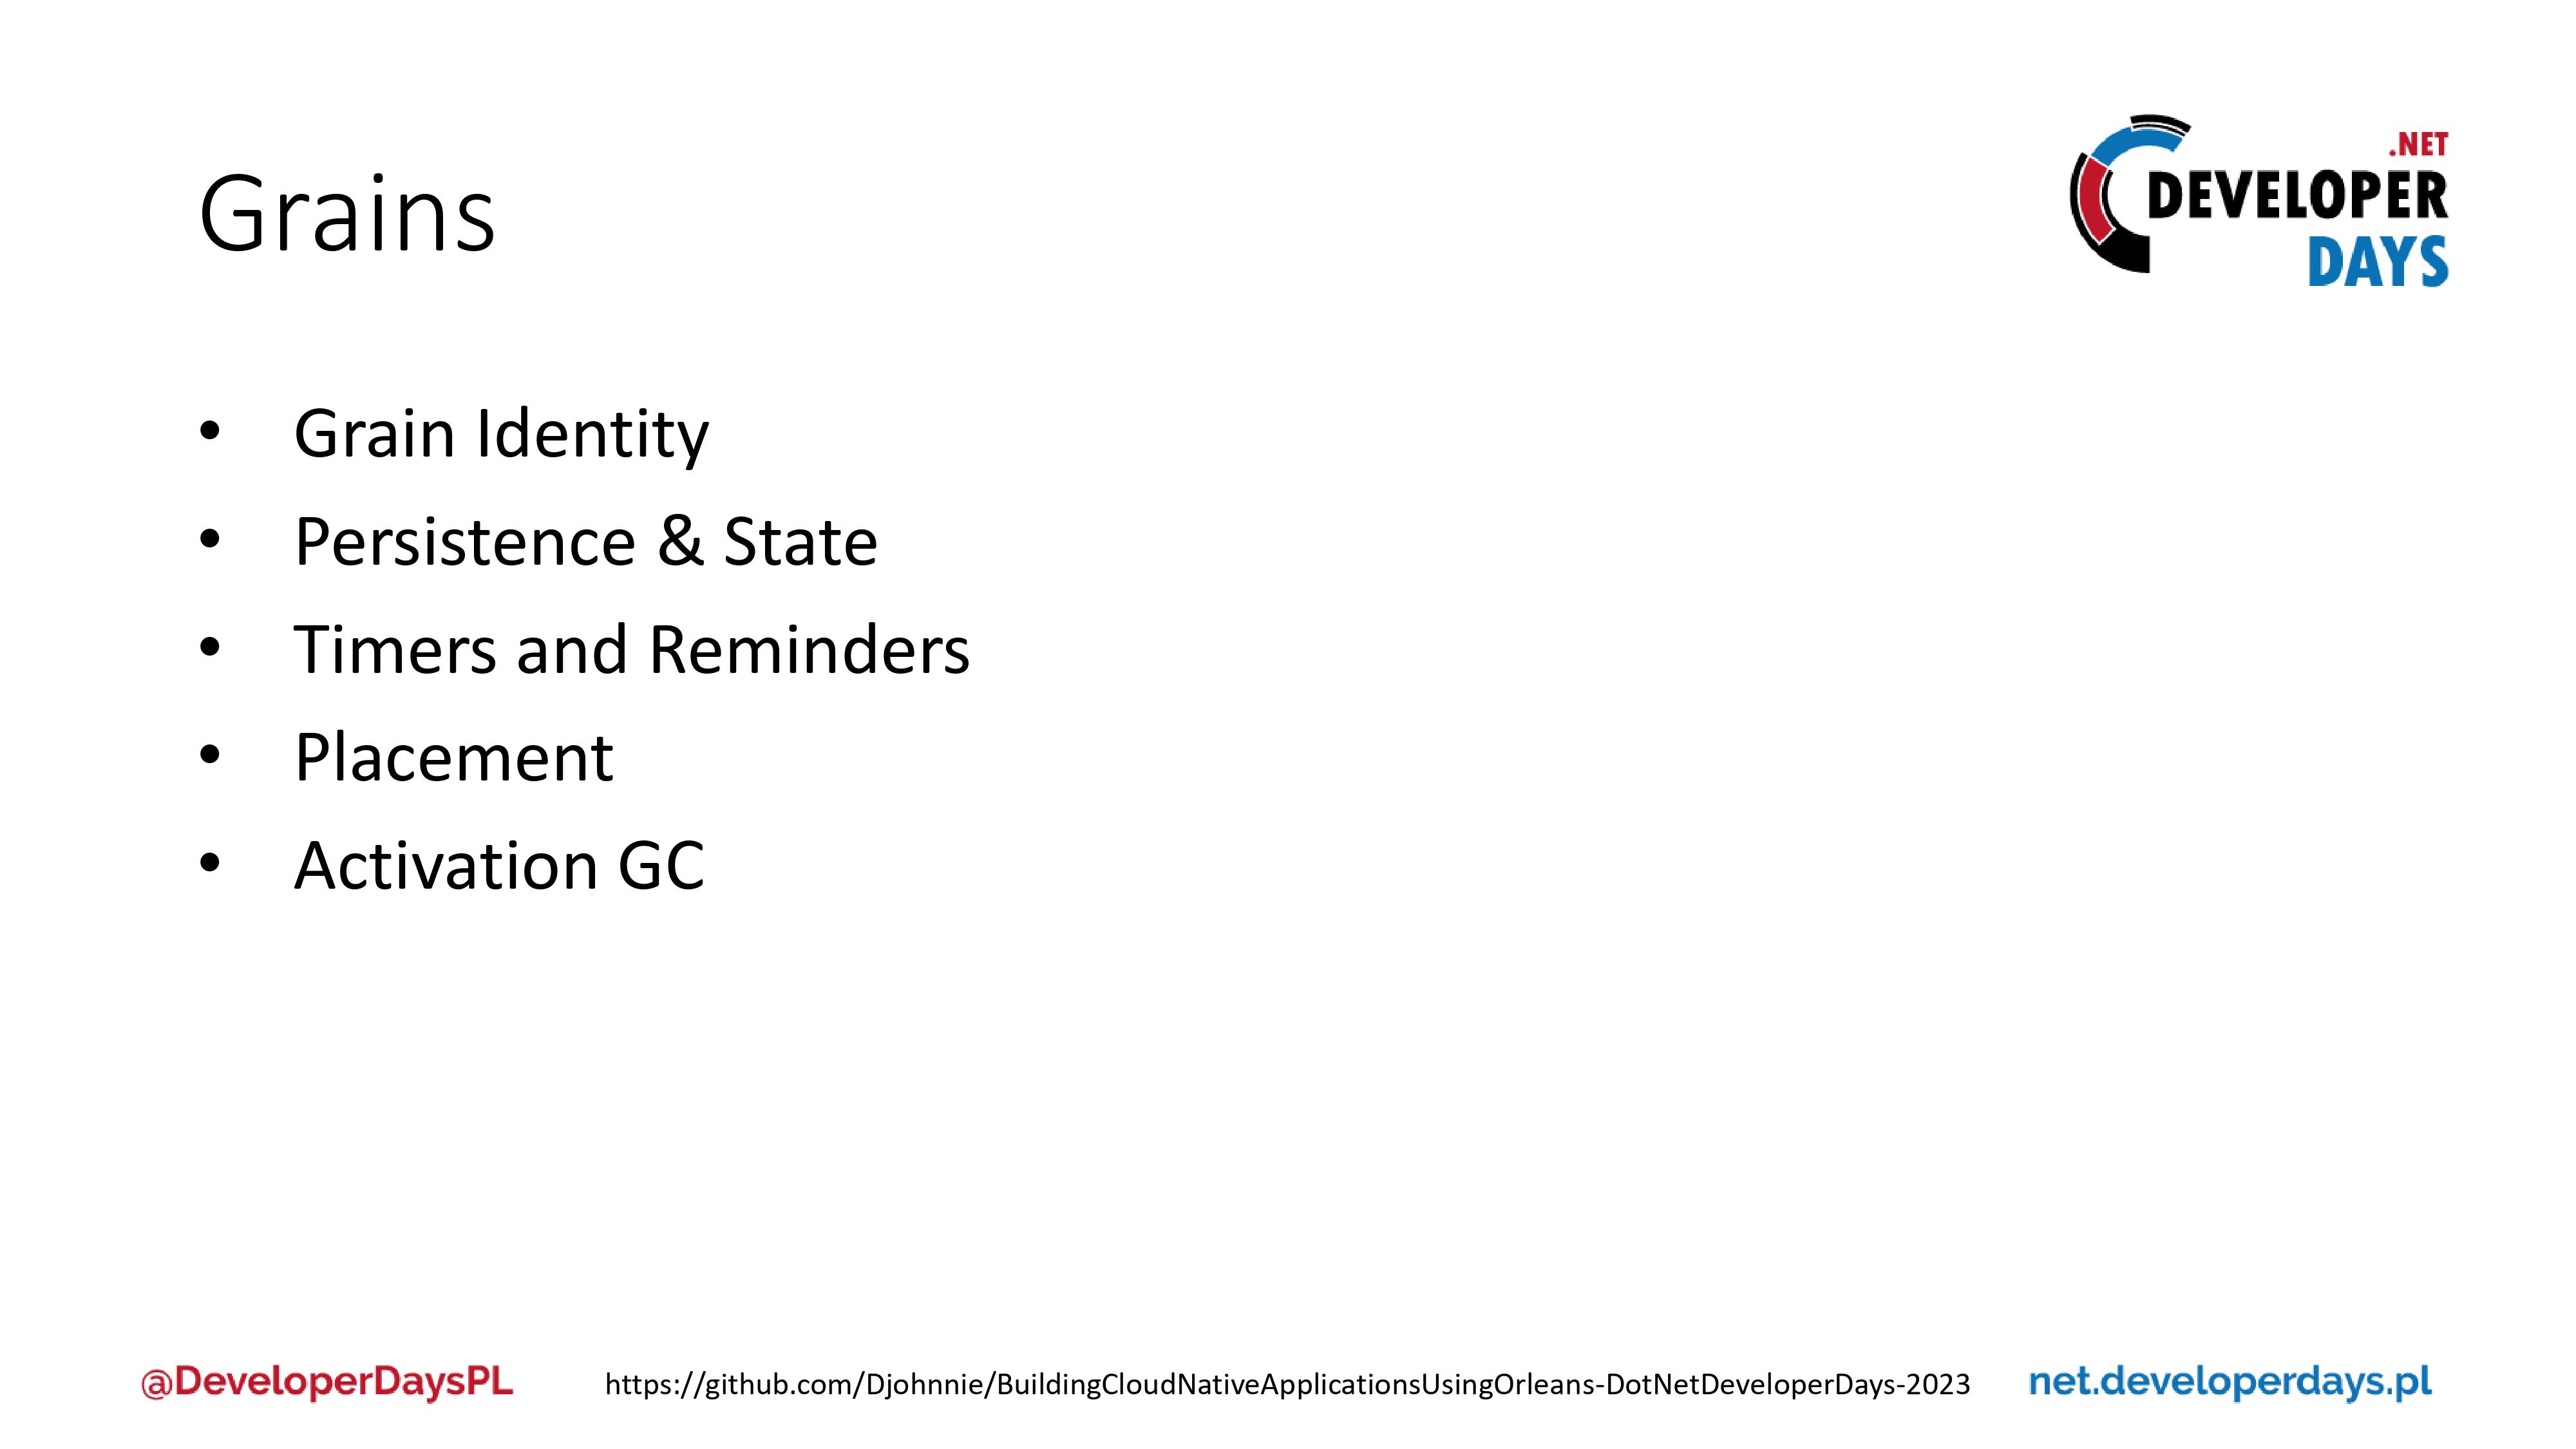 Grains
.NET
DEVELOPER
DAYS
• Grain Identity
• Persistence & State
• Timers and Reminders
• Placement
• Activation GC
@DeveloperDaysPL
https://github.com/Djohnnie/BuildingCloudNativeApplicationsUsingOrleans-DotNetDeveloperDays-2023
net.developerdays.pl